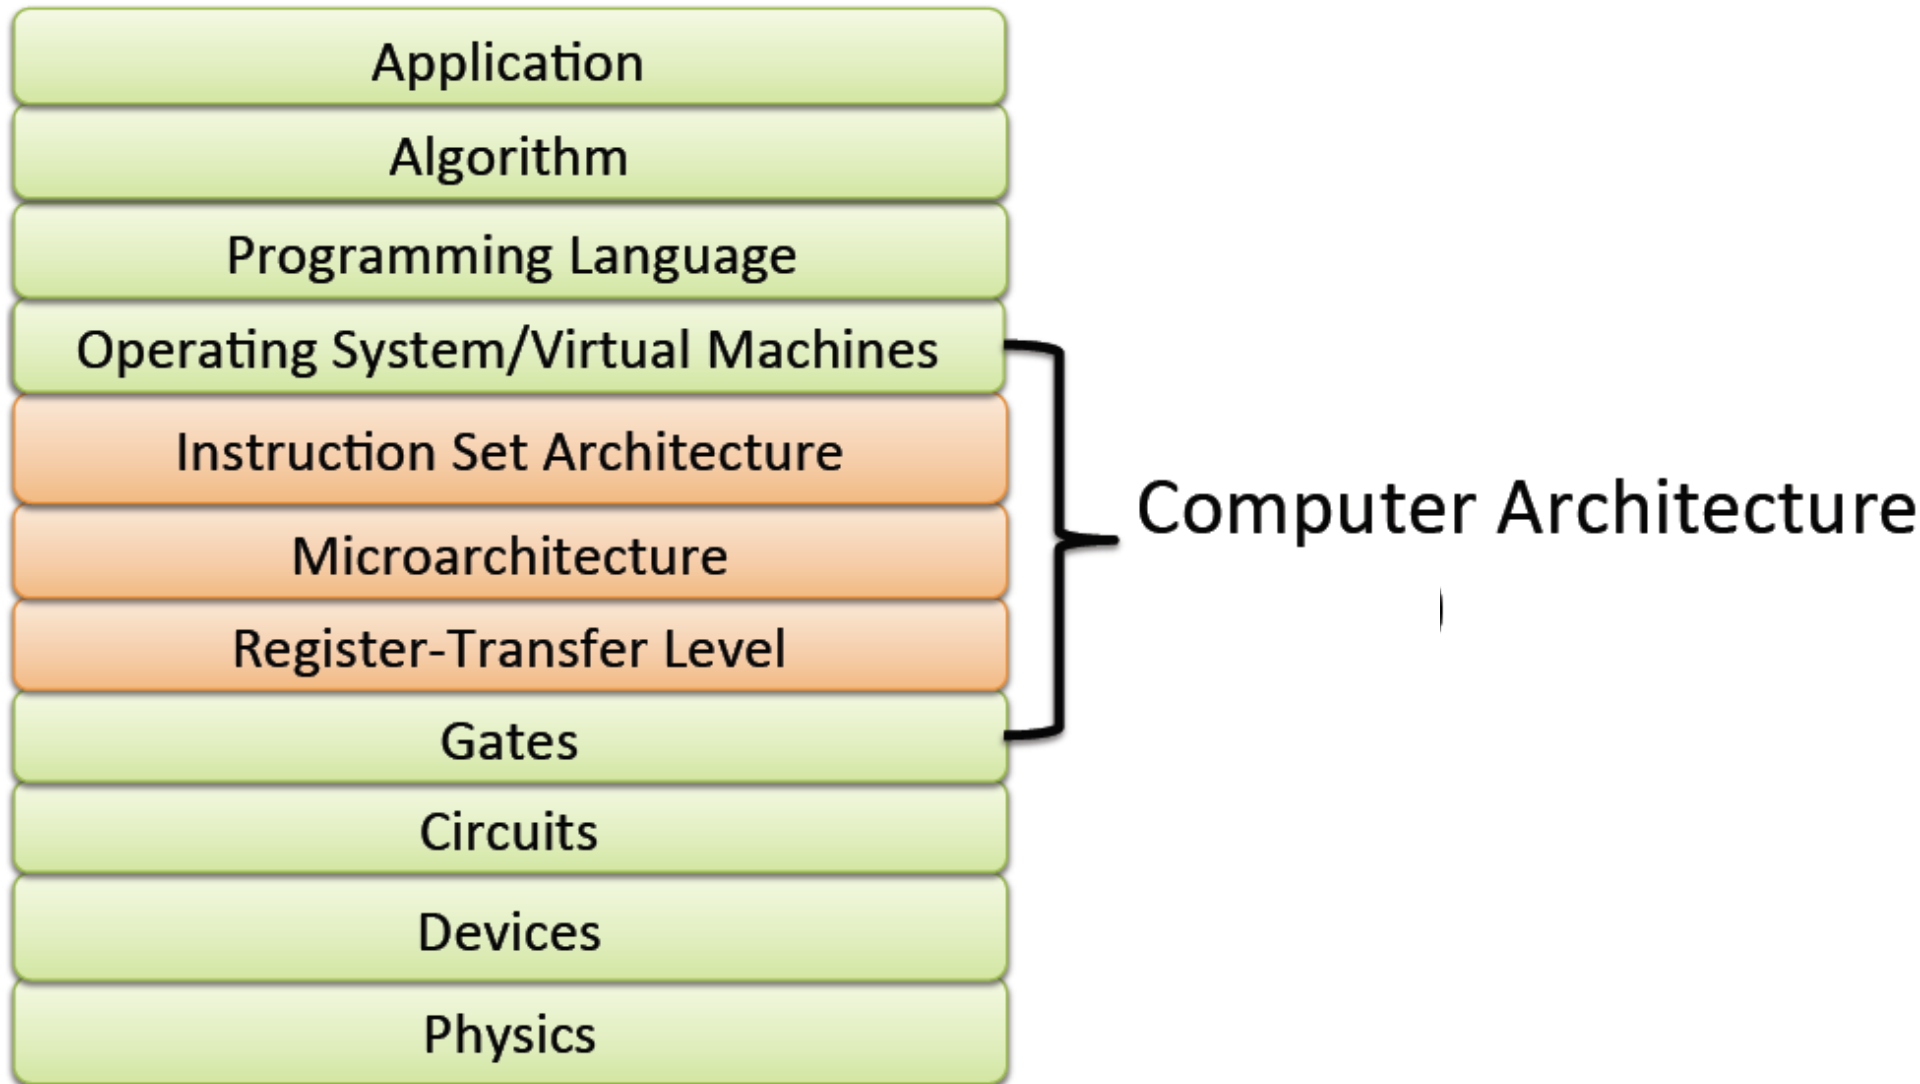 Application
Algorithm
Programming Language
Operating System/Virtual Machines
Instruction Set Architecture
Microarchitecture
Register-Transfer Level
Gates
Circuits
Devices
Physics
Computer Architecture